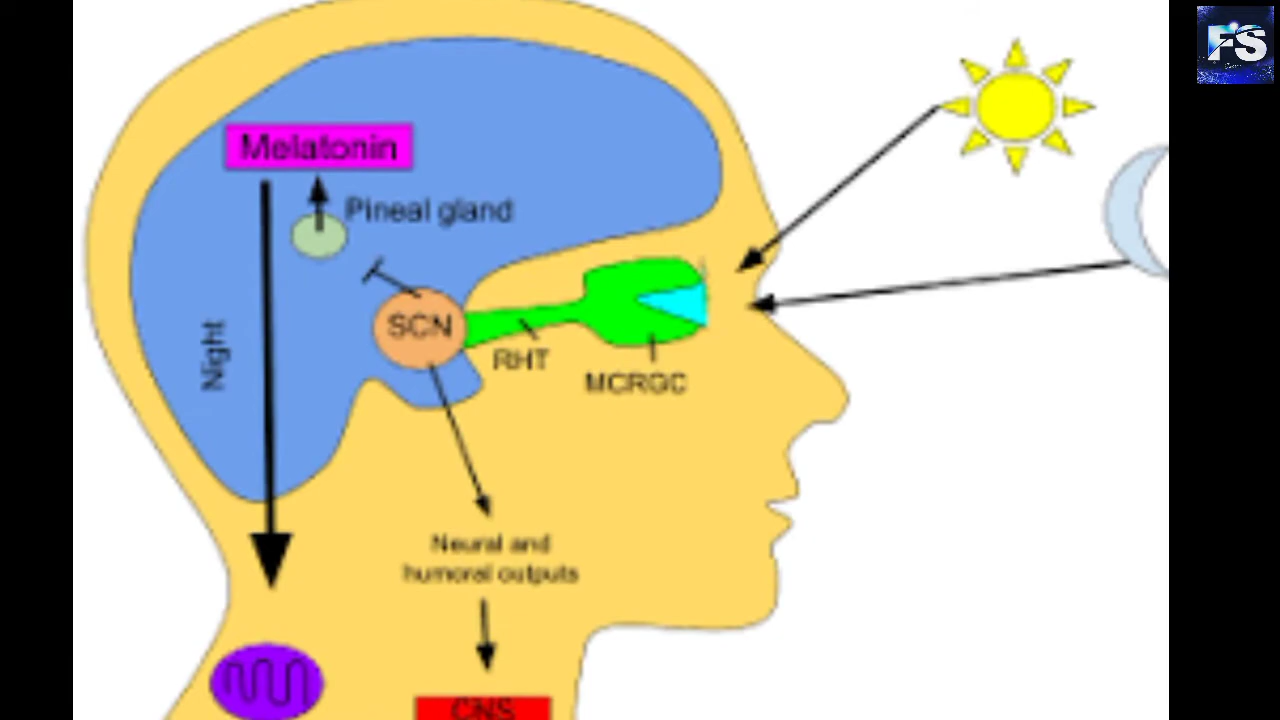 FS
Melatonin
Pineal gland
SCN
RHT
MCRGC
Night
Neural and
humoral outputs
CNS